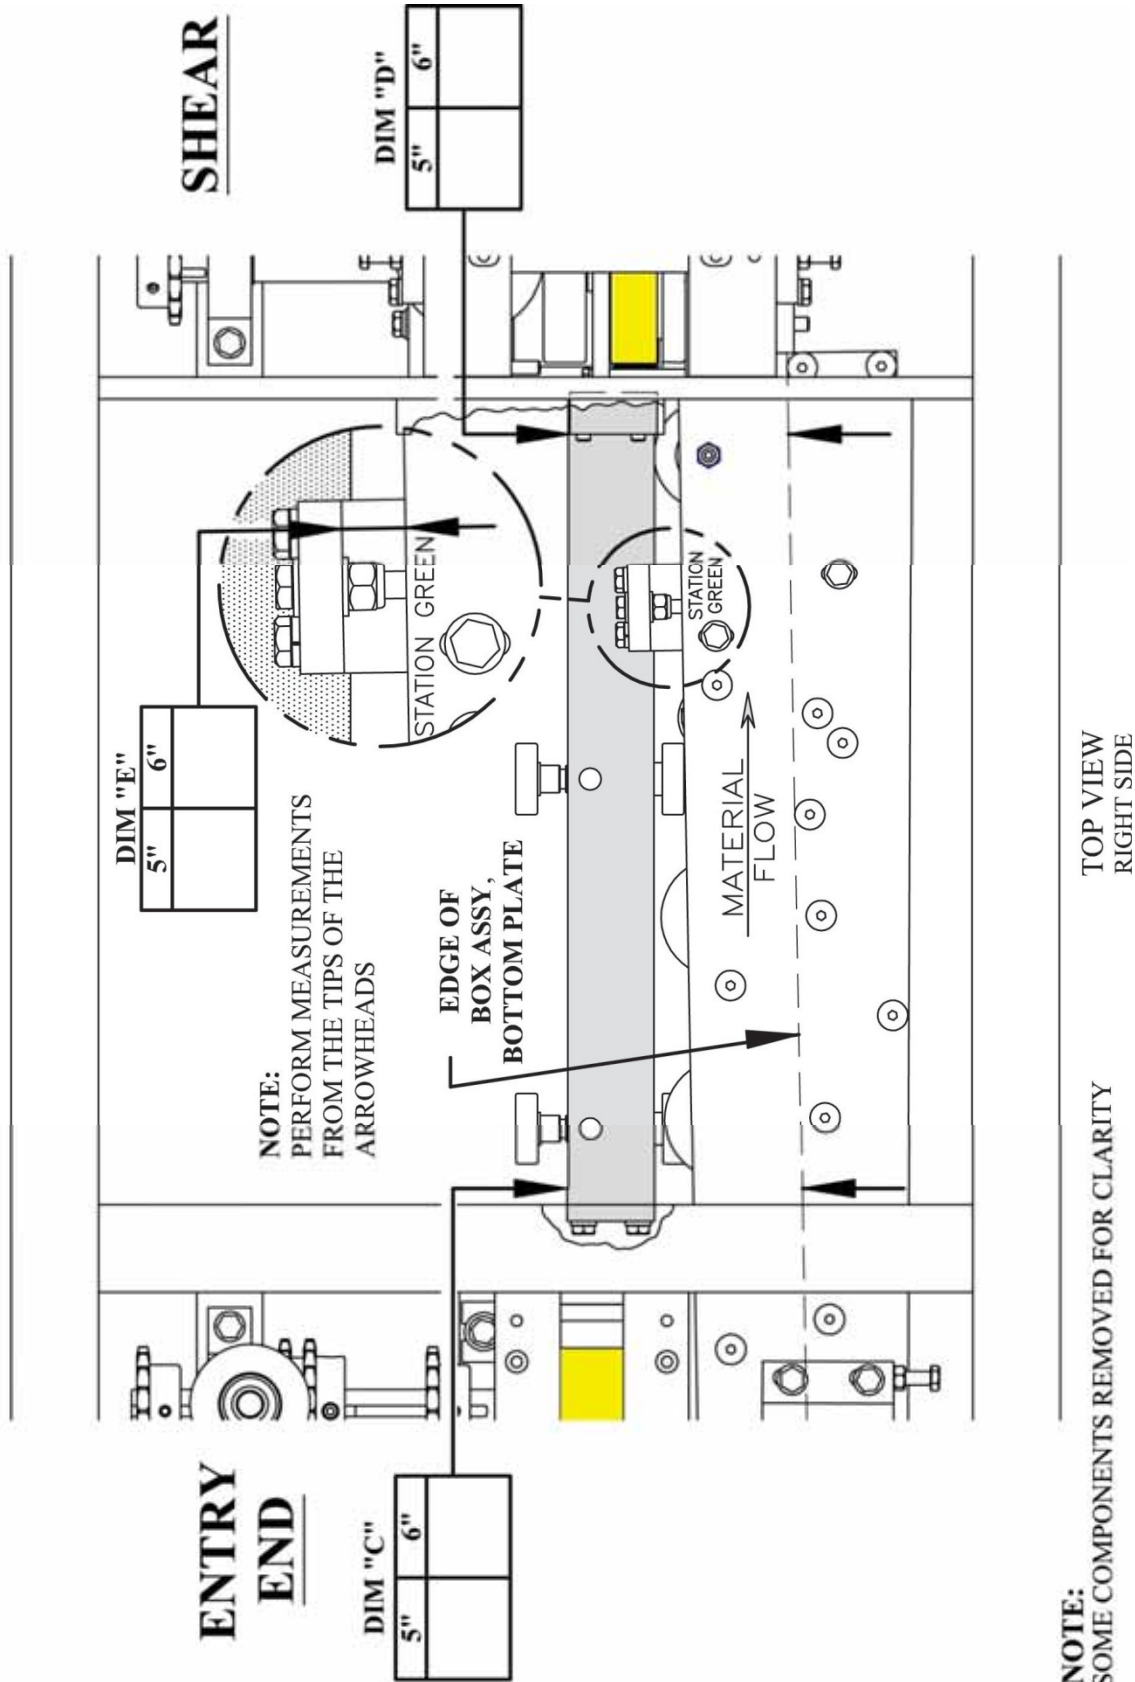 ENTRY
END
SHEAR
DIM "C"
5" 6"
DIM "E"
5" 6"
DIM "D"
5" 6"
NOTE:
PERFORM MEASUREMENTS
FROM THE TIPS OF THE
ARROWHEADS
EDGE OF
BOX ASSY,
BOTTOM PLATE
STATION GREEN
STATION
GREEN
MATERIAL
FLOW
TOP VIEW
RIGHT SIDE
NOTE:
SOME COMPONENTS REMOVED FOR CLARITY